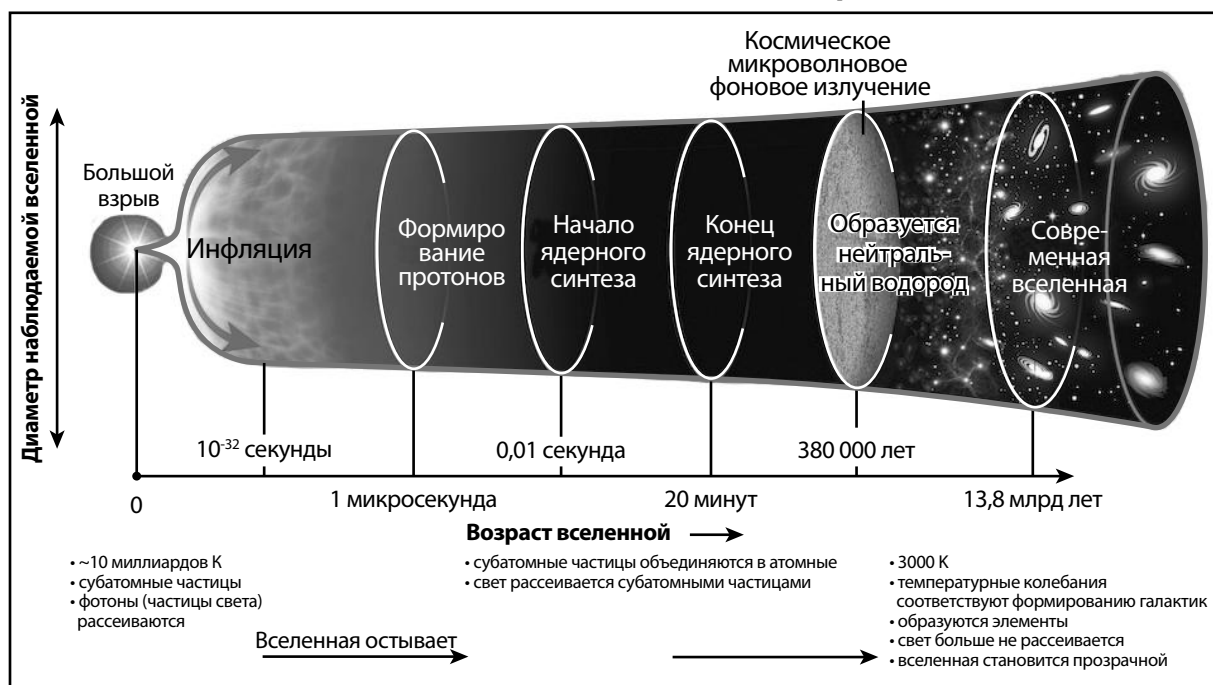 Космическое
микроволновое
фоновое излучение
Диаметр наблюдаемой вселенной
Большой
взрыв
Инфляция
Формиро
вание
протонов
Начало
ядерного
синтеза
Конец
ядерного
синтеза
Образуется
нейтраль-
ный водород
Совре-
менная
вселенная
10⁻³² секунды
0,01 секунда
380 000 лет
0
1 микросекунда
20 минут
13,8 млрд лет
Возраст вселенной
• ~10 миллиардов К
• субатомные частицы
• фотоны (частицы света)
рассеиваются
• субатомные частицы объединяются в атомные
• свет рассеивается субатомными частицами
• 3000 К
• температурные колебания
соответствуют формированию галактик
• образуются элементы
• свет больше не рассеивается
• вселенная становится прозрачной
Вселенная остывает